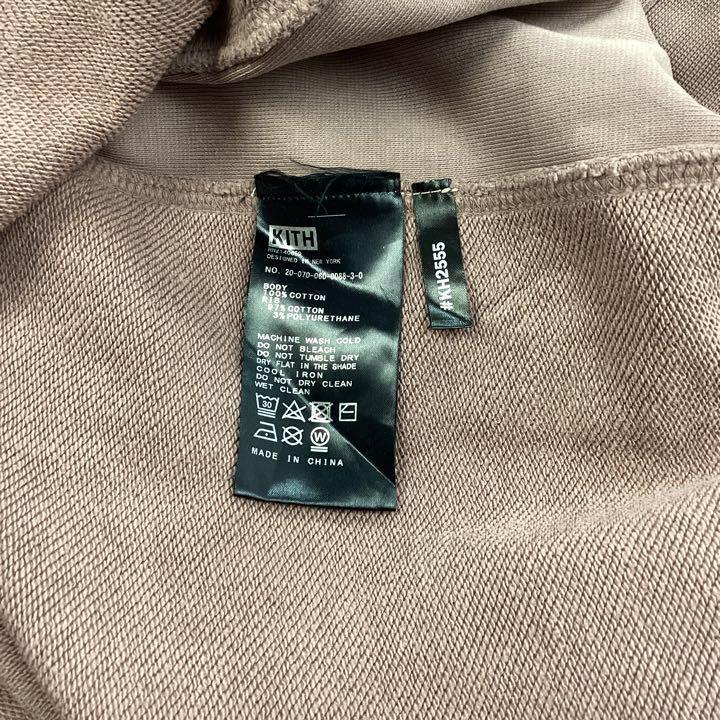 KITH
DESIGNED IN NEW YORK
NO. 20-070-060-0088-3-0
BODY
100% COTTON
RIB
97% COTTON
3% POLYURETHANE
MACHINE WASH COLD
DO NOT BLEACH
DO NOT TUMBLE DRY
DRY FLAT IN THE SHADE
COOL IRON
DO NOT DRY CLEAN
WET CLEAN
30
W
MADE IN CHINA
#KH2555